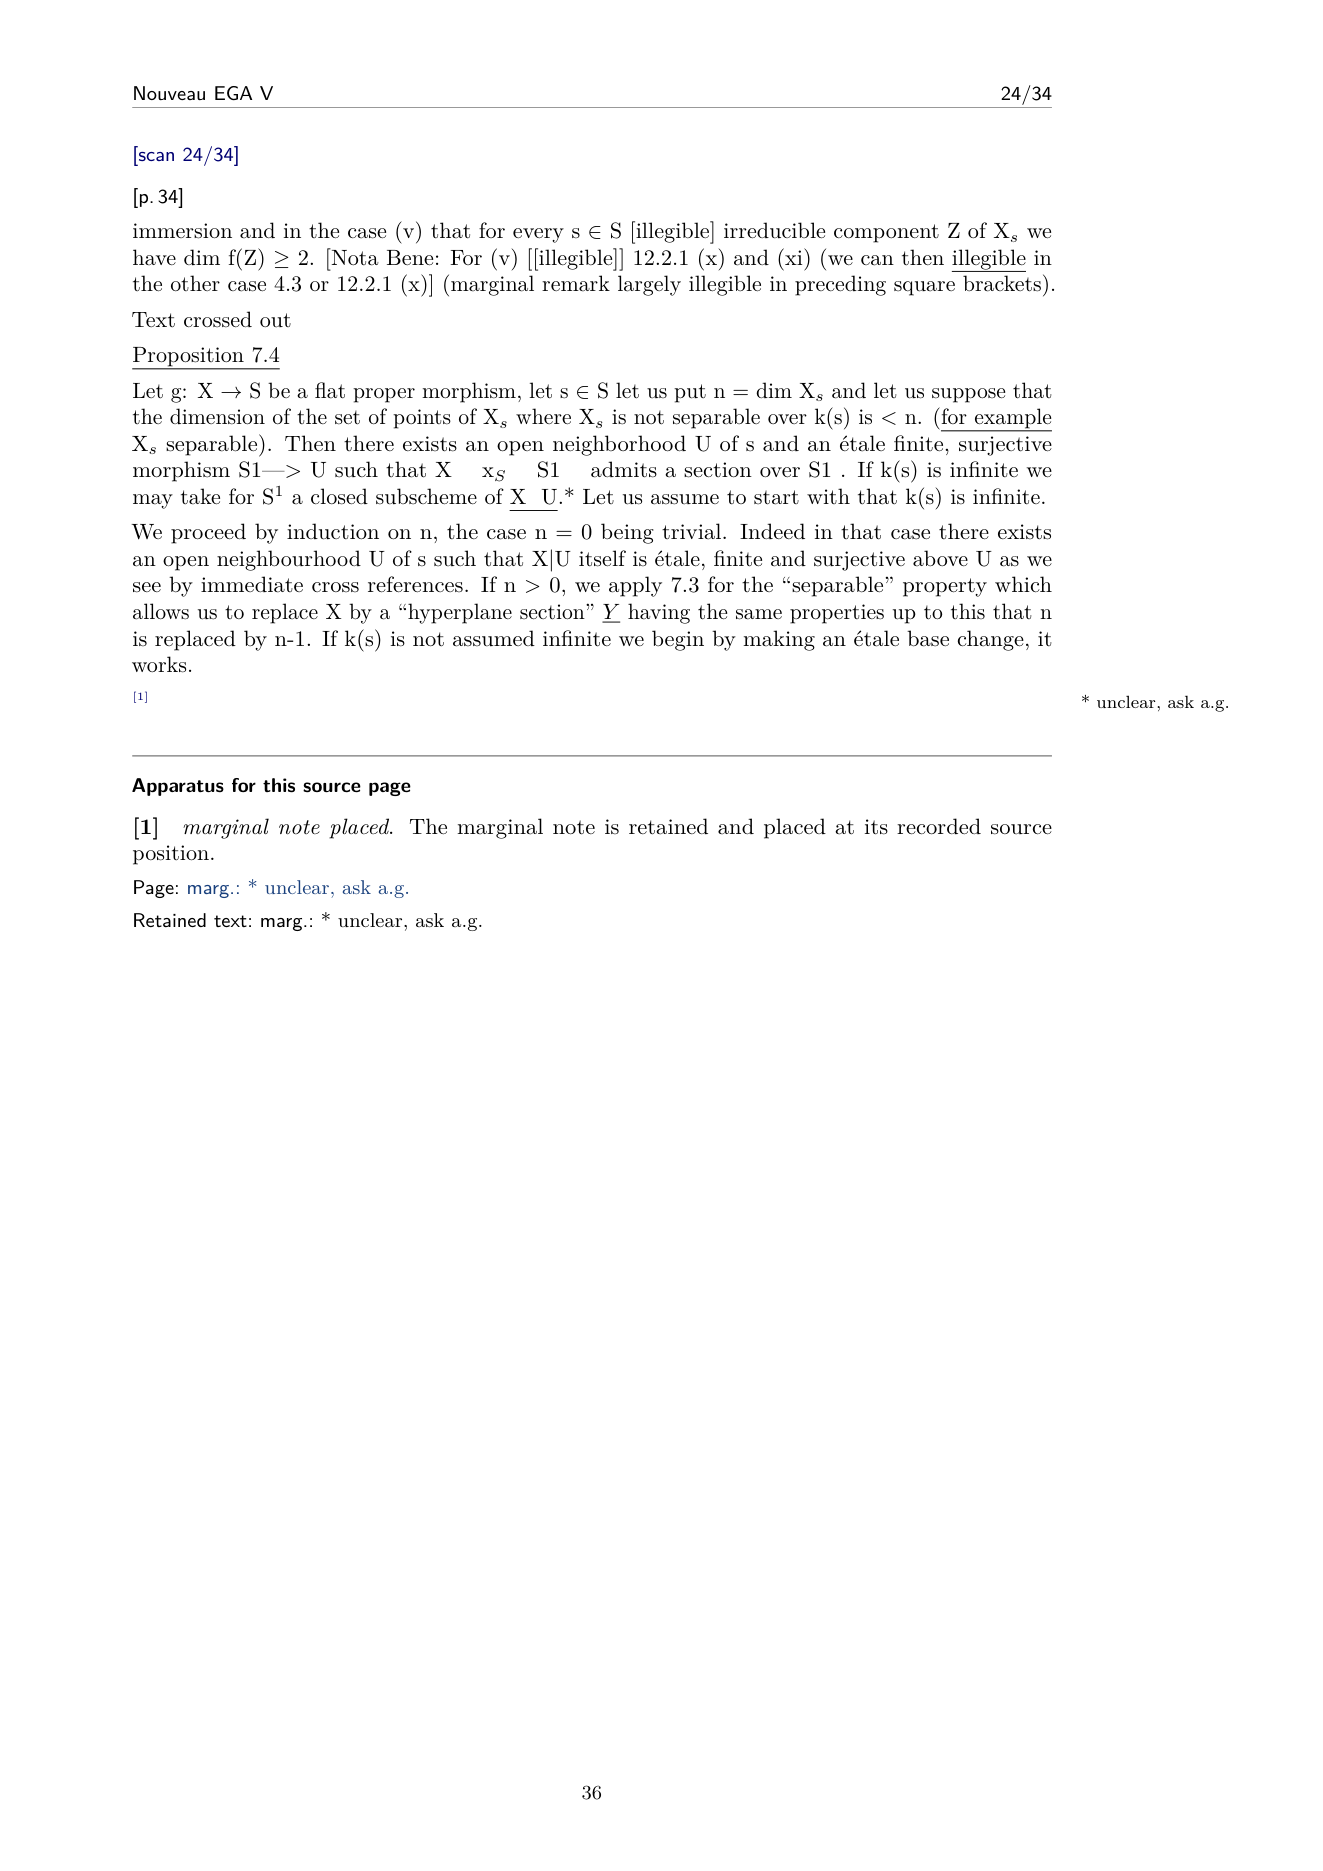 Nouveau EGA V 24/34
[scan 24/34]
[p. 34]
immersion and in the case (v) that for every s ∈ S [illegible] irreducible component Z of Xₛ we
have dim f(Z) ≥ 2. [Nota Bene: For (v) [[illegible]] 12.2.1 (x) and (xi) (we can then illegible in
the other case 4.3 or 12.2.1 (x)] (marginal remark largely illegible in preceding square brackets).
Text crossed out
Proposition 7.4
Let g: X → S be a flat proper morphism, let s ∈ S let us put n = dim Xₛ and let us suppose that
the dimension of the set of points of Xₛ where Xₛ is not separable over k(s) is < n. (for example
Xₛ separable). Then there exists an open neighborhood U of s and an étale finite, surjective
morphism S1—> U such that X x_S S1 admits a section over S1 . If k(s) is infinite we
may take for S¹ a closed subscheme of X U.* Let us assume to start with that k(s) is infinite.
We proceed by induction on n, the case n = 0 being trivial. Indeed in that case there exists
an open neighbourhood U of s such that X|U itself is étale, finite and surjective above U as we
see by immediate cross references. If n > 0, we apply 7.3 for the “separable” property which
allows us to replace X by a “hyperplane section” Y having the same properties up to this that n
is replaced by n-1. If k(s) is not assumed infinite we begin by making an étale base change, it
works.
[1]
* unclear, ask a.g.
Apparatus for this source page
[1] marginal note placed. The marginal note is retained and placed at its recorded source
position.
Page: marg.: * unclear, ask a.g.
Retained text: marg.: * unclear, ask a.g.
36